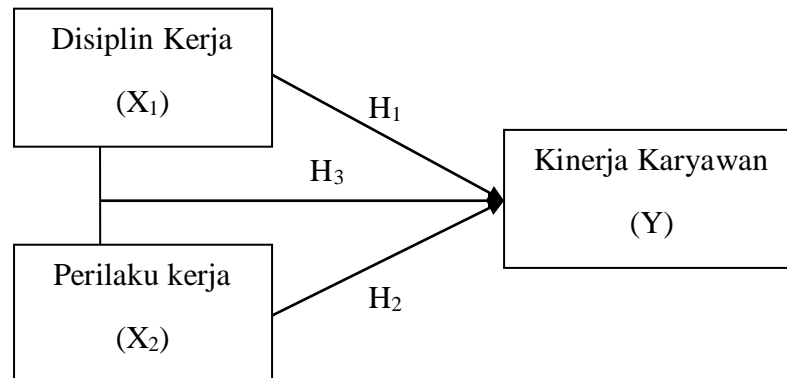 Disiplin Kerja
(X₁)
H₁
Kinerja Karyawan
(Y)
H₃
Perilaku kerja
(X₂)
H₂